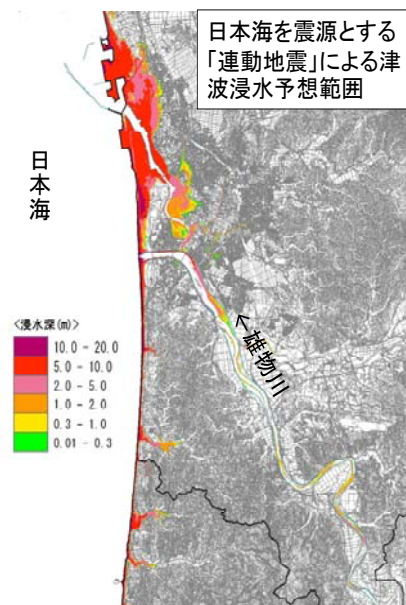 日本海を震源とする
「連動地震」による津
波浸水予想範囲
日本海
←雄物川
<浸水深(m)>
10.0 - 20.0
5.0 - 10.0
2.0 - 5.0
1.0 - 2.0
0.3 - 1.0
0.01 - 0.3